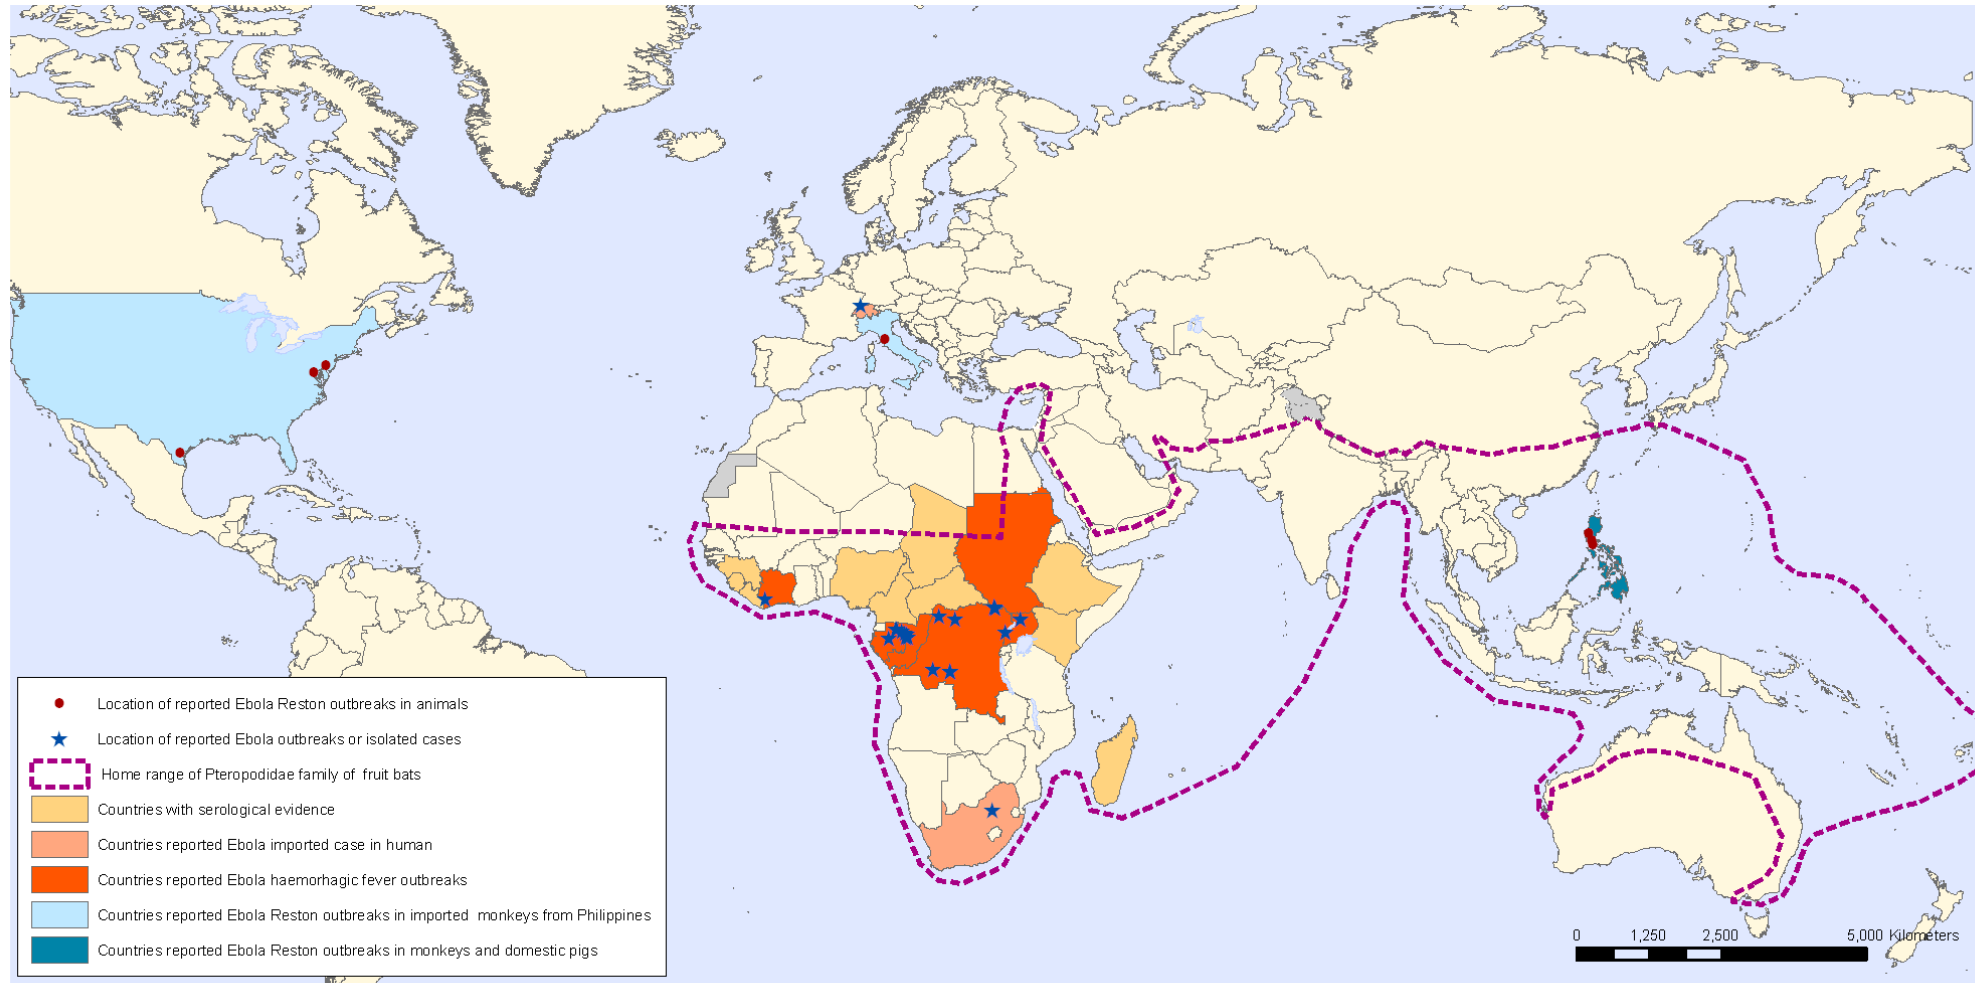 Location of reported Ebola Reston outbreaks in animals
Location of reported Ebola outbreaks or isolated cases
Home range of Pteropodidae family of fruit bats
Countries with serological evidence
Countries reported Ebola imported case in human
Countries reported Ebola haemorhagic fever outbreaks
Countries reported Ebola Reston outbreaks in imported monkeys from Philippines
Countries reported Ebola Reston outbreaks in monkeys and domestic pigs
0 1,250 2,500 5,000 Kilometers